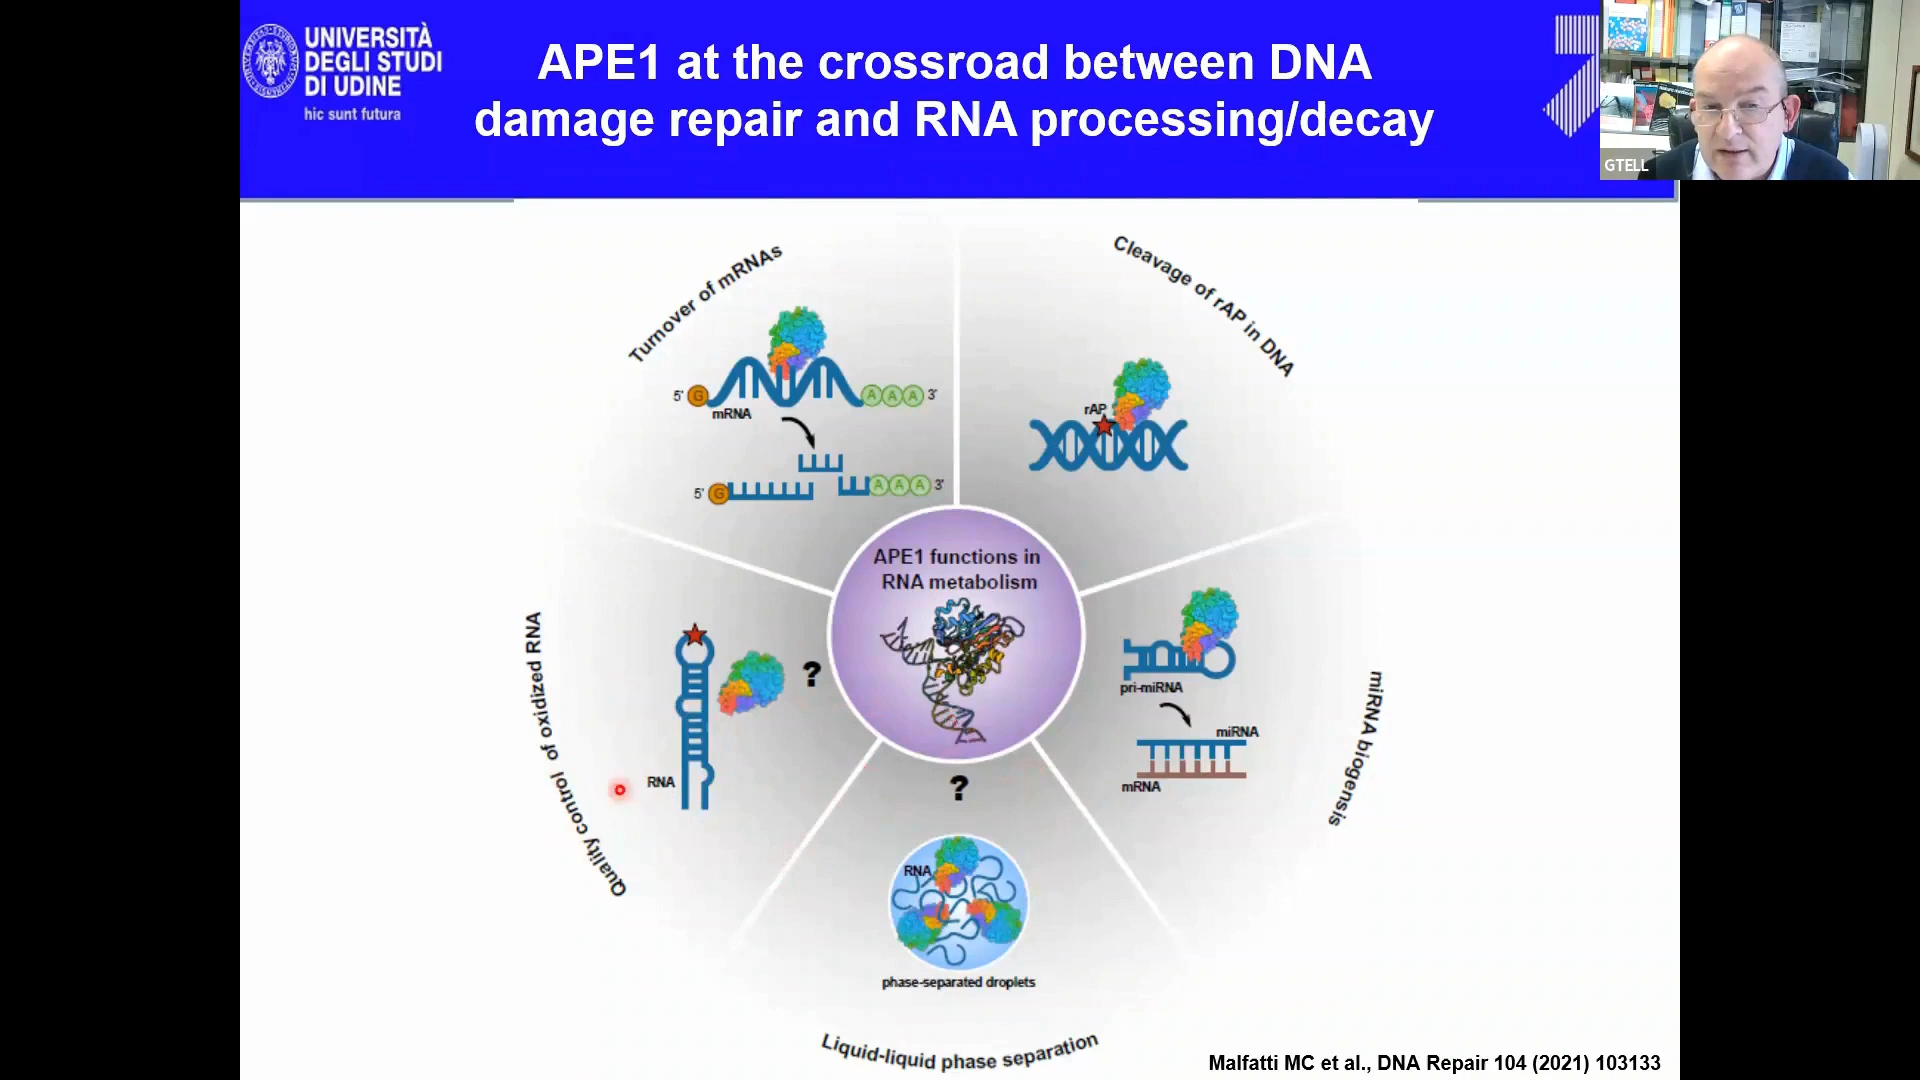 UNIVERSITÀ
DEGLI STUDI
DI UDINE
hic sunt futura
APE1 at the crossroad between DNA
damage repair and RNA processing/decay
GTELL
Turnover of mRNAs
5' G AAA 3'
mRNA
5' G AAA 3'
Cleavage of rAP in DNA
rAP
APE1 functions in
RNA metabolism
Quality control of oxidized RNA
?
RNA
pri-miRNA
miRNA
mRNA
miRNA biogensis
?
RNA
phase-separated droplets
Liquid-liquid phase separation
Malfatti MC et al., DNA Repair 104 (2021) 103133